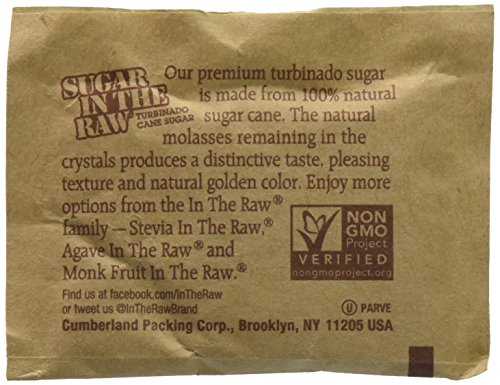 SUGAR
IN THE
RAW
TURBINADO
CANE SUGAR
Our premium turbinado sugar
is made from 100% natural
sugar cane. The natural
molasses remaining in the
crystals produces a distinctive taste, pleasing
texture and natural golden color. Enjoy more
options from the In The Raw®
family — Stevia In The Raw,®
Agave In The Raw® and
Monk Fruit In The Raw.®
NON
GMO
Project
VERIFIED
nongmoproject.org
Find us at facebook.com/InTheRaw
or tweet us @InTheRawBrand
U PARVE
Cumberland Packing Corp., Brooklyn, NY 11205 USA